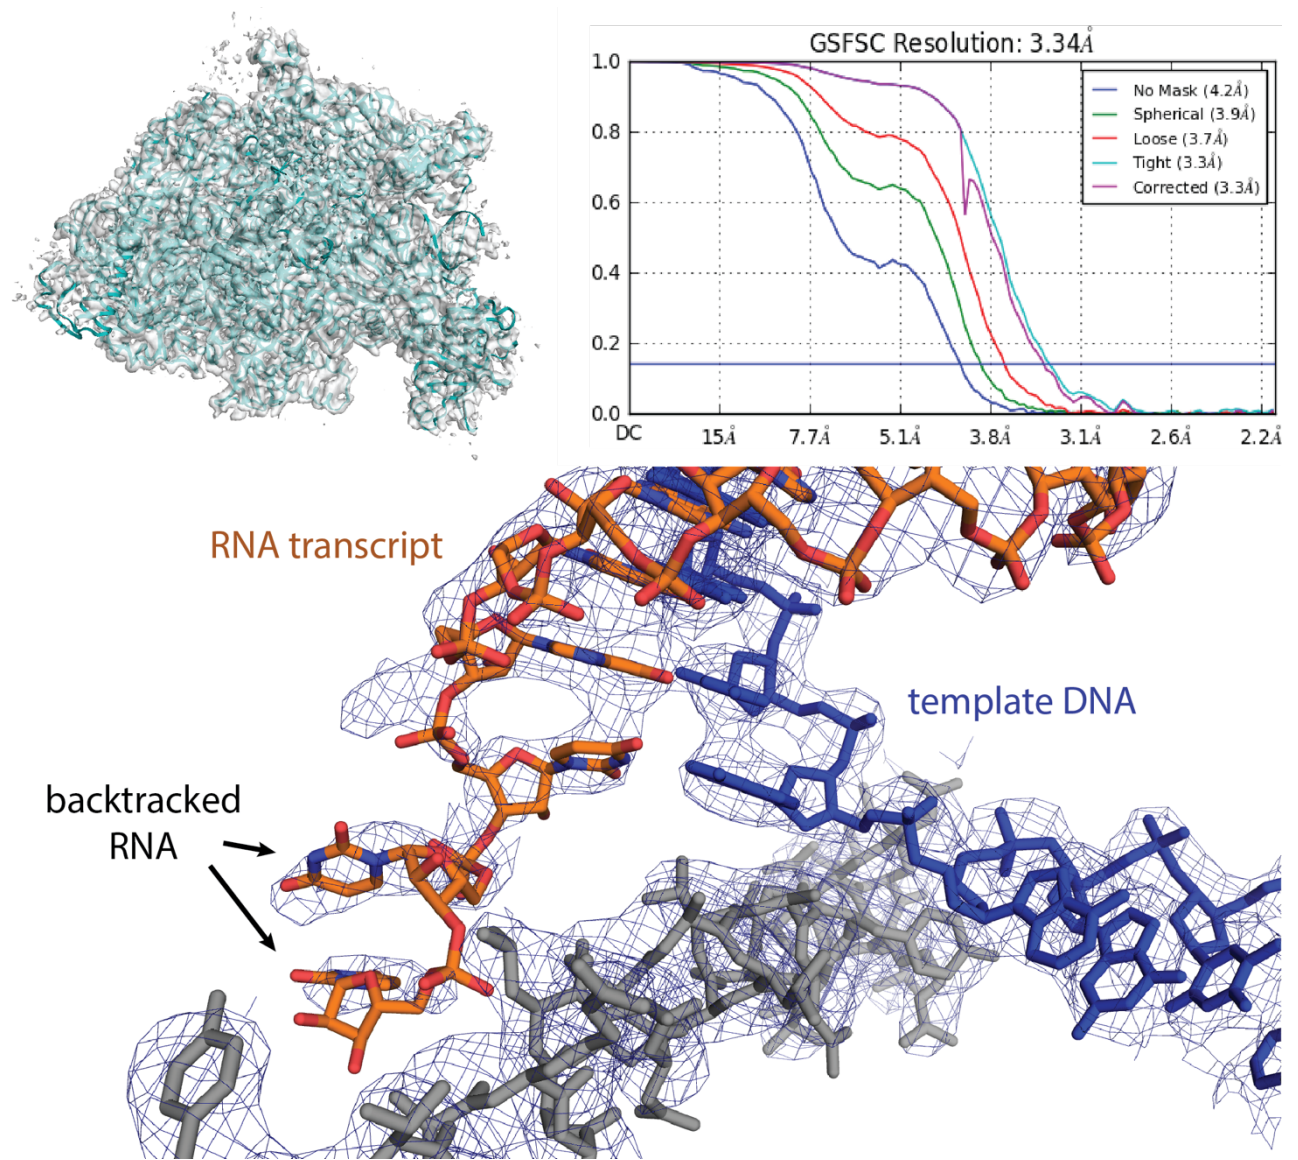 GSFSC Resolution: 3.34Å
1.0
0.8
0.6
0.4
0.2
0.0
No Mask (4.2Å)
Spherical (3.9Å)
Loose (3.7Å)
Tight (3.3Å)
Corrected (3.3Å)
DC 15Å 7.7Å 5.1Å 3.8Å 3.1Å 2.6Å 2.2Å
RNA transcript
template DNA
backtracked
RNA